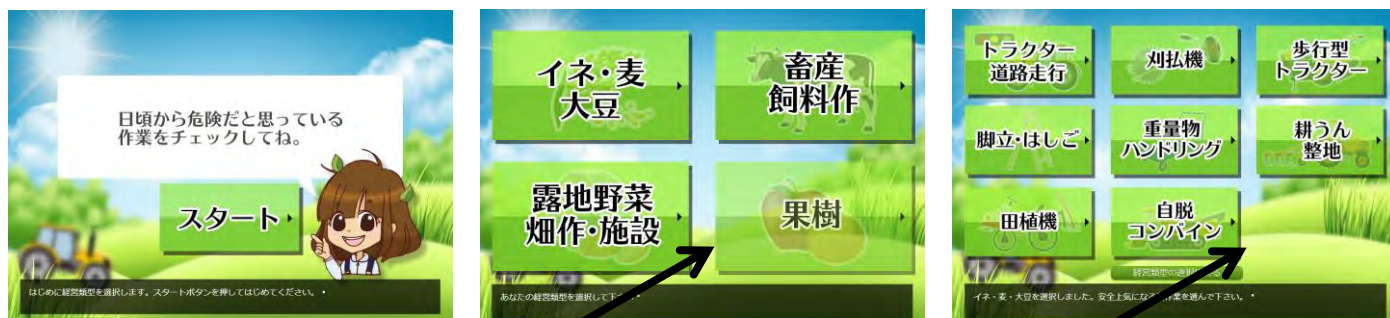 日頃から危険だと思っている
作業をチェックしてね。
スタート
はじめに経営類型を選択します。スタートボタンを押してはじめてください。
イネ・麦
大豆
畜産
飼料作
露地野菜
畑作・施設
果樹
あなたの経営類型を選択して下
トラクター
道路走行
刈払機
歩行型
トラクター
脚立・はしご
重量物
ハンドリング
耕うん
整地
田植機
自脱
コンバイン
経営類型の選択
イネ・麦・大豆を選択しました。安全上気になる作業を選んで下さい。